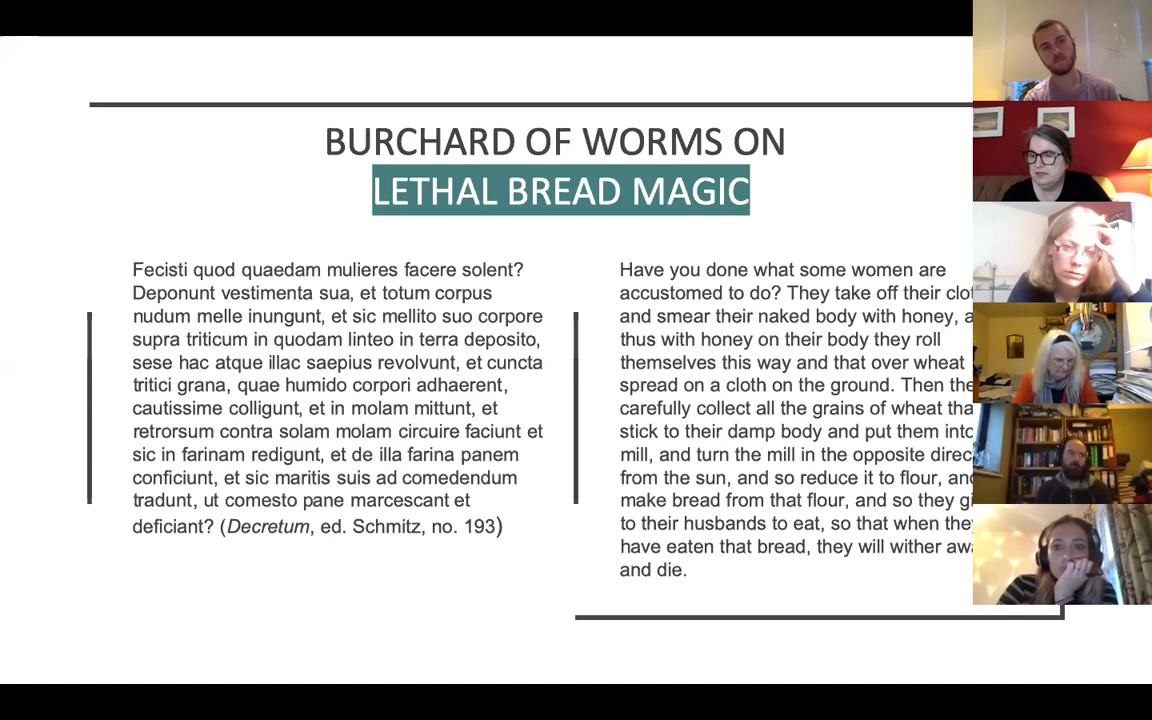 BURCHARD OF WORMS ON
LETHAL BREAD MAGIC
Fecisti quod quaedam mulieres facere solent?
Deponunt vestimenta sua, et totum corpus
nudum melle inungunt, et sic mellito suo corpore
supra triticum in quodam linteo in terra deposito,
sese hac atque illac saepius revolvunt, et cuncta
tritici grana, quae humido corpori adhaerent,
cautissime colligunt, et in molam mittunt, et
retrorsum contra solam molam circuire faciunt et
sic in farinam redigunt, et de illa farina panem
conficiunt, et sic maritis suis ad comedendum
tradunt, ut comesto pane marcescant et
deficiant? (Decretum, ed. Schmitz, no. 193)
Have you done what some women are
accustomed to do? They take off their
and smear their naked body with honey,
thus with honey on their body they roll
themselves this way and that over wheat
spread on a cloth on the ground. Then
carefully collect all the grains of wheat
stick to their damp body and put them into
mill, and turn the mill in the opposite
from the sun, and so reduce it to flour,
make bread from that flour, and so they
to their husbands to eat, so that when
have eaten that bread, they will wither
and die.